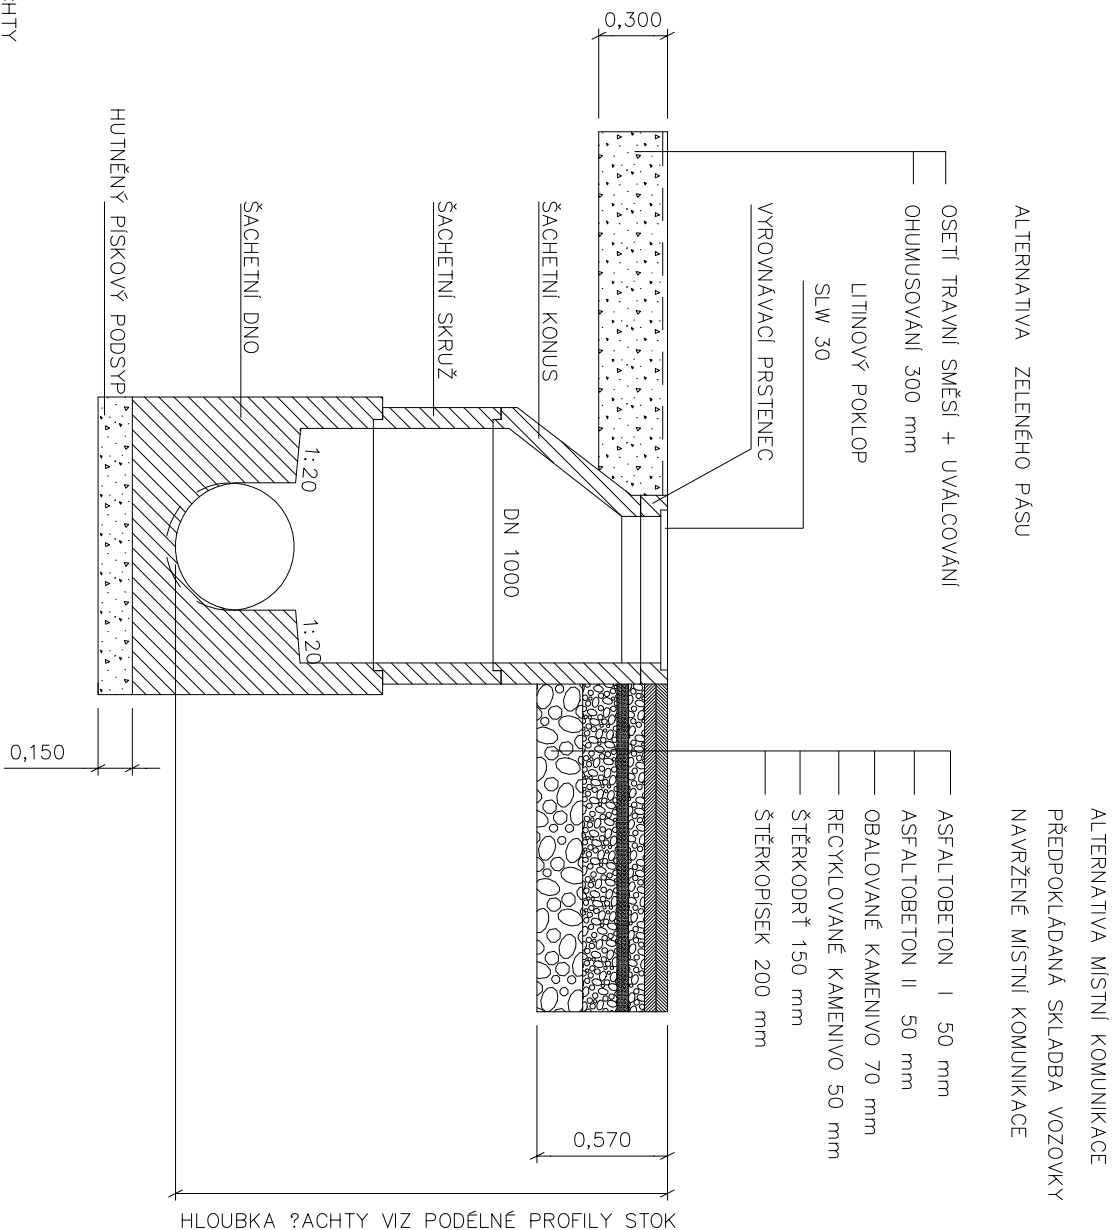 ALTERNATIVA MÍSTNÍ KOMUNIKACE
PŘEDPOKLÁDANÁ SKLADBA VOZOVKY
NAVRŽENÉ MÍSTNÍ KOMUNIKACE
ASFALTOBETON I 50 mm
ASFALTOBETON II 50 mm
OBALOVANÉ KAMENIVO 70 mm
RECYKLOVANÉ KAMENIVO 50 mm
ŠTĚRKODRŤ 150 mm
ŠTĚRKOPÍSEK 200 mm
ALTERNATIVA ZELENÉHO PÁSU
OSETÍ TRAVNÍ SMĚSÍ + UVÁLCOVÁNÍ
OHUMUSOVÁNÍ 300 mm
LITINOVÝ POKLOP
SLW 30
VYROVNÁVACÍ PRSTENEC
ŠACHETNÍ KONUS
ŠACHETNÍ SKRUŽ
ŠACHETNÍ DNO
HUTNĚNÝ PÍSKOVÝ PODSYP
DN 1000
1:20
1:20
0,300
0,570
0,150
HLOUBKA ?ACHTY VIZ PODÉLNÉ PROFILY STOK